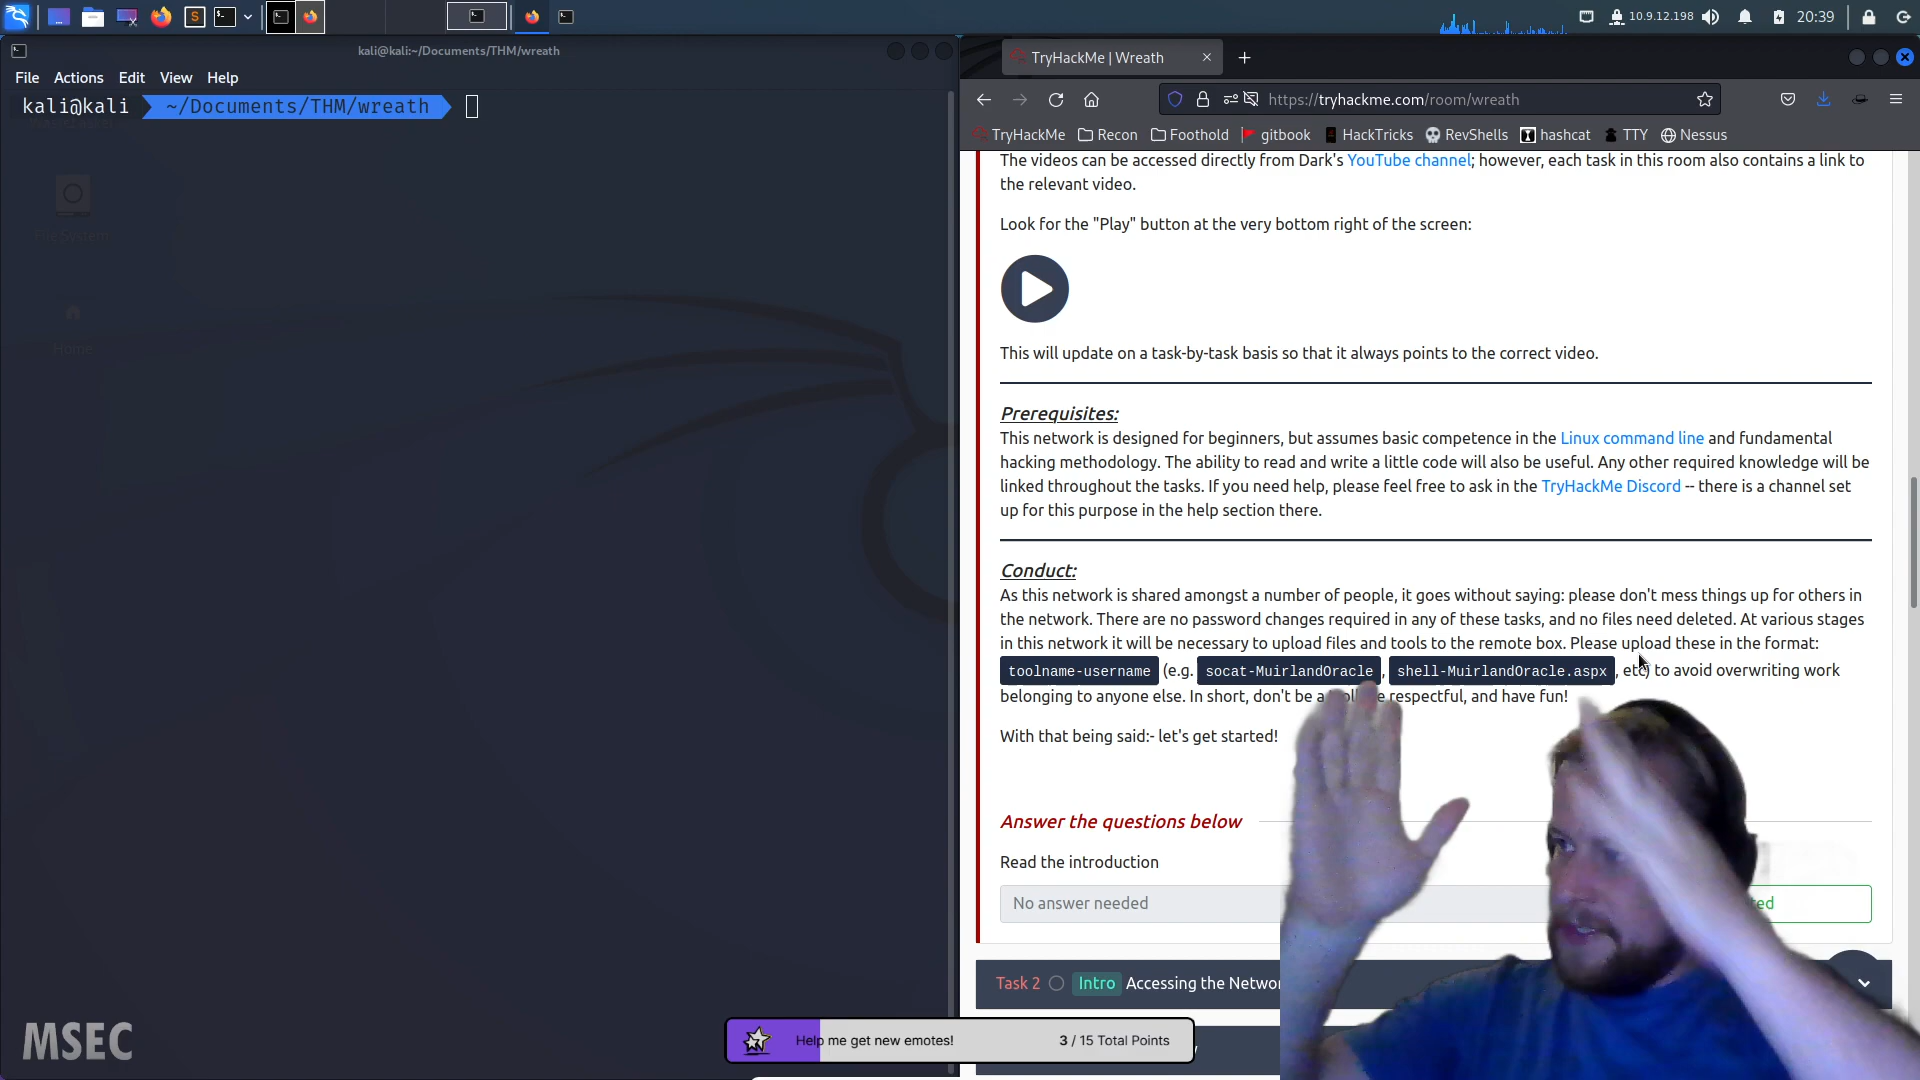 10.9.12.198
20:39
kali@kali:~/Documents/THM/wreath
File Actions Edit View Help
kali@kali ~/Documents/THM/wreath
File System
Home
MSEC
TryHackMe | Wreath
https://tryhackme.com/room/wreath
TryHackMe Recon Foothold gitbook HackTricks RevShells hashcat TTY Nessus
The videos can be accessed directly from Dark's YouTube channel; however, each task in this room also contains a link to
the relevant video.
Look for the "Play" button at the very bottom right of the screen:
This will update on a task-by-task basis so that it always points to the correct video.
Prerequisites:
This network is designed for beginners, but assumes basic competence in the Linux command line and fundamental
hacking methodology. The ability to read and write a little code will also be useful. Any other required knowledge will be
linked throughout the tasks. If you need help, please feel free to ask in the TryHackMe Discord -- there is a channel set
up for this purpose in the help section there.
Conduct:
As this network is shared amongst a number of people, it goes without saying: please don't mess things up for others in
the network. There are no password changes required in any of these tasks, and no files need deleted. At various stages
in this network it will be necessary to upload files and tools to the remote box. Please upload these in the format:
toolname-username (e.g. socat-MuirlandOracle , shell-MuirlandOracle.aspx , etc) to avoid overwriting work
belonging to anyone else. In short, don't be a respectful, and have fun!
With that being said:- let's get started!
Answer the questions below
Read the introduction
No answer needed
Task 2 Intro Accessing the Networ
Help me get new emotes! 3 / 15 Total Points